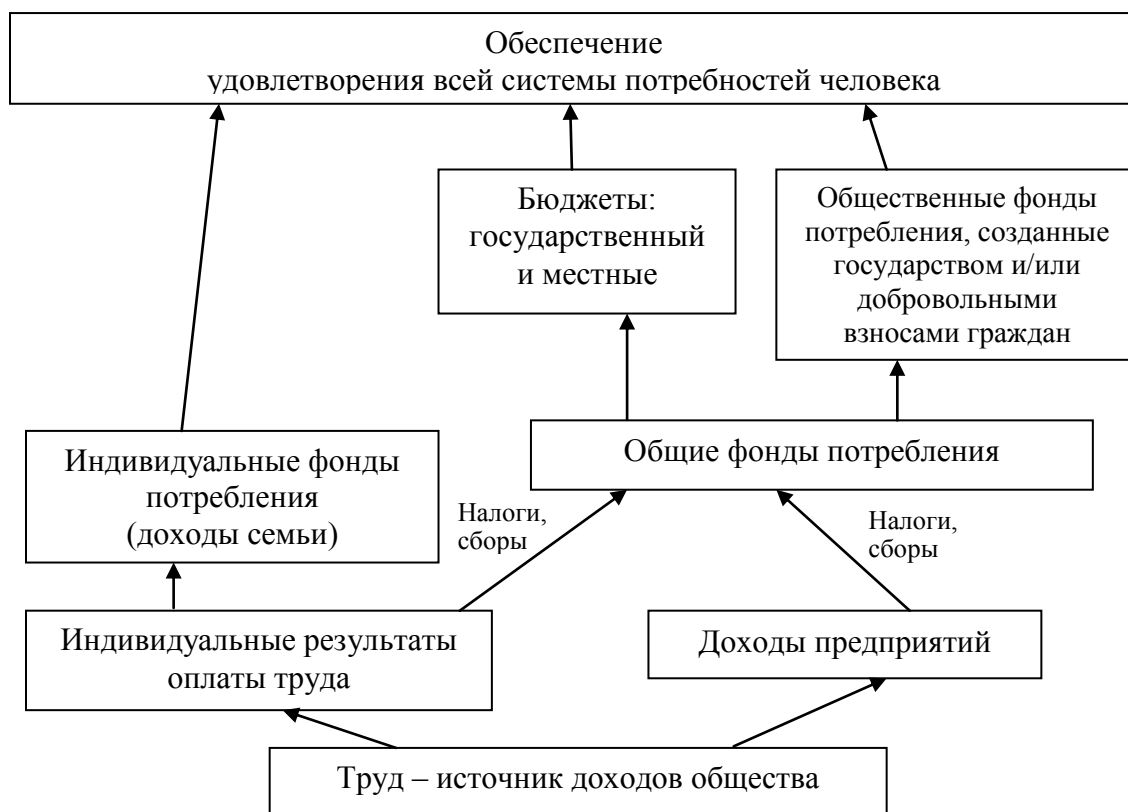 Обеспечение
удовлетворения всей системы потребностей человека
Бюджеты:
государственный
и местные
Общественные фонды
потребления, созданные
государством и/или
добровольными
взносами граждан
Индивидуальные фонды
потребления
(доходы семьи)
Общие фонды потребления
Налоги,
сборы
Налоги,
сборы
Индивидуальные результаты
оплаты труда
Доходы предприятий
Труд – источник доходов общества